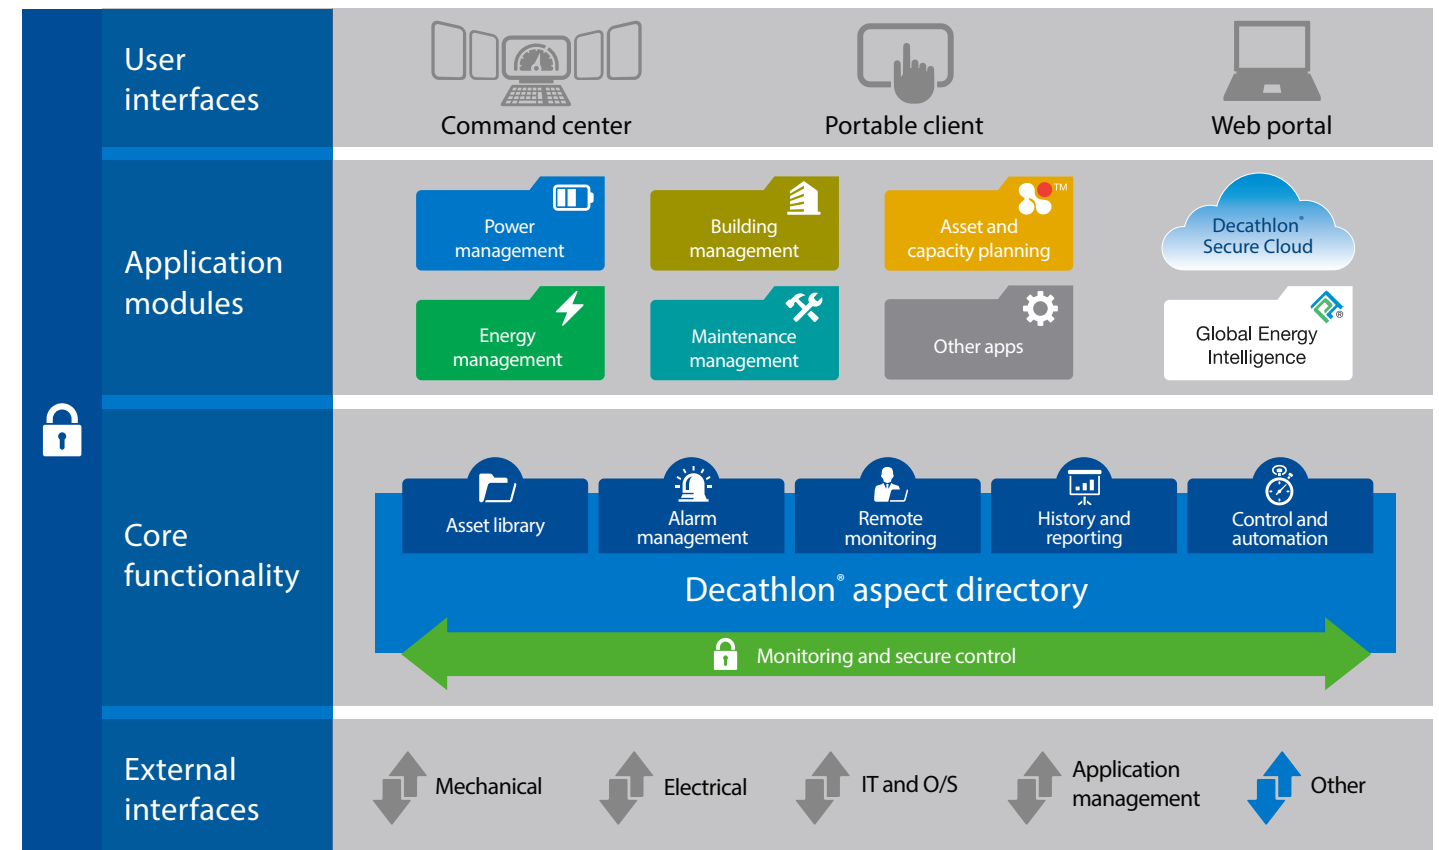 User
interfaces
Command center
Portable client
Web portal
Application
modules
Power
management
Building
management
Asset and
capacity planning
TM
Decathlon®
Secure Cloud
Energy
management
Maintenance
management
Other apps
®
Global Energy
Intelligence
Core
functionality
Asset library
Alarm
management
Remote
monitoring
History and
reporting
Control and
automation
Decathlon® aspect directory
Monitoring and secure control
External
interfaces
Mechanical
Electrical
IT and O/S
Application
management
Other